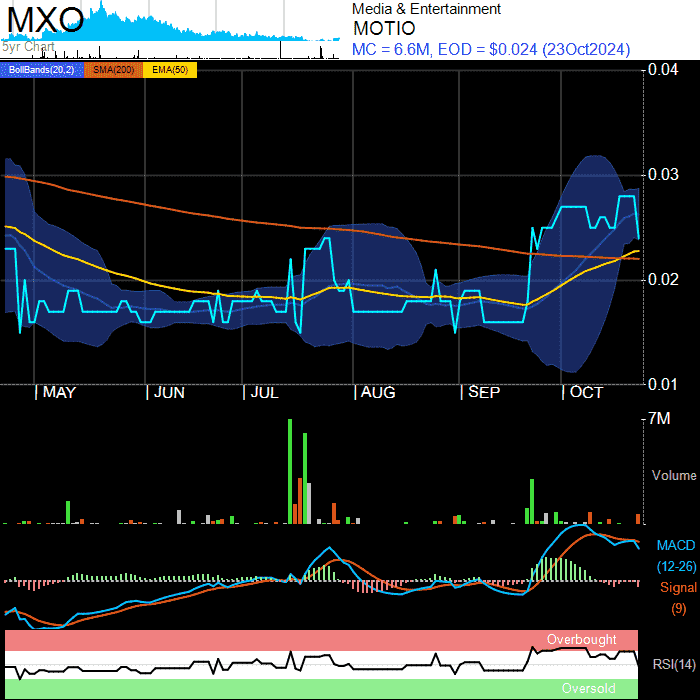 MXO
5yr Chart
Media & Entertainment
MOTIO
MC = 6.6M, EOD = $0.024 (23Oct2024)
BollBands(20,2) SMA(200) EMA(50)
0.04
0.03
0.02
0.01
| MAY | JUN | JUL | AUG | SEP | OCT
7M
Volume
MACD
(12-26)
Signal
(9)
Overbought
RSI(14)
Oversold